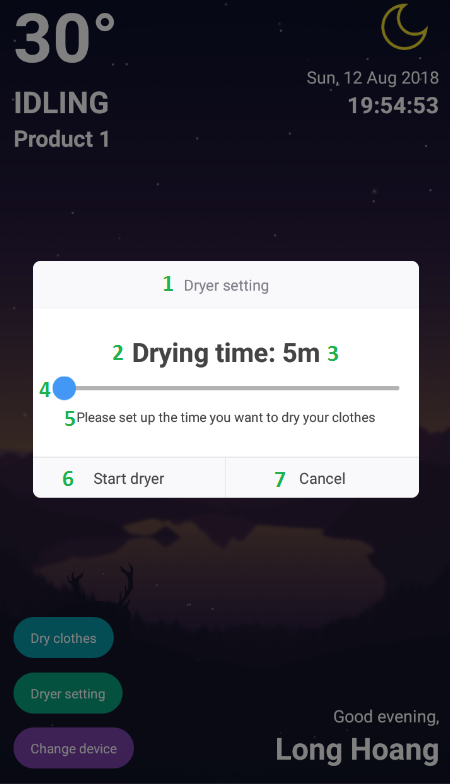 30°
IDLING
Product 1
Sun, 12 Aug 2018
19:54:53
1 Dryer setting
2 Drying time: 5m 3
4
5 Please set up the time you want to dry your clothes
6 Start dryer
7 Cancel
Dry clothes
Dryer setting
Change device
Good evening,
Long Hoang